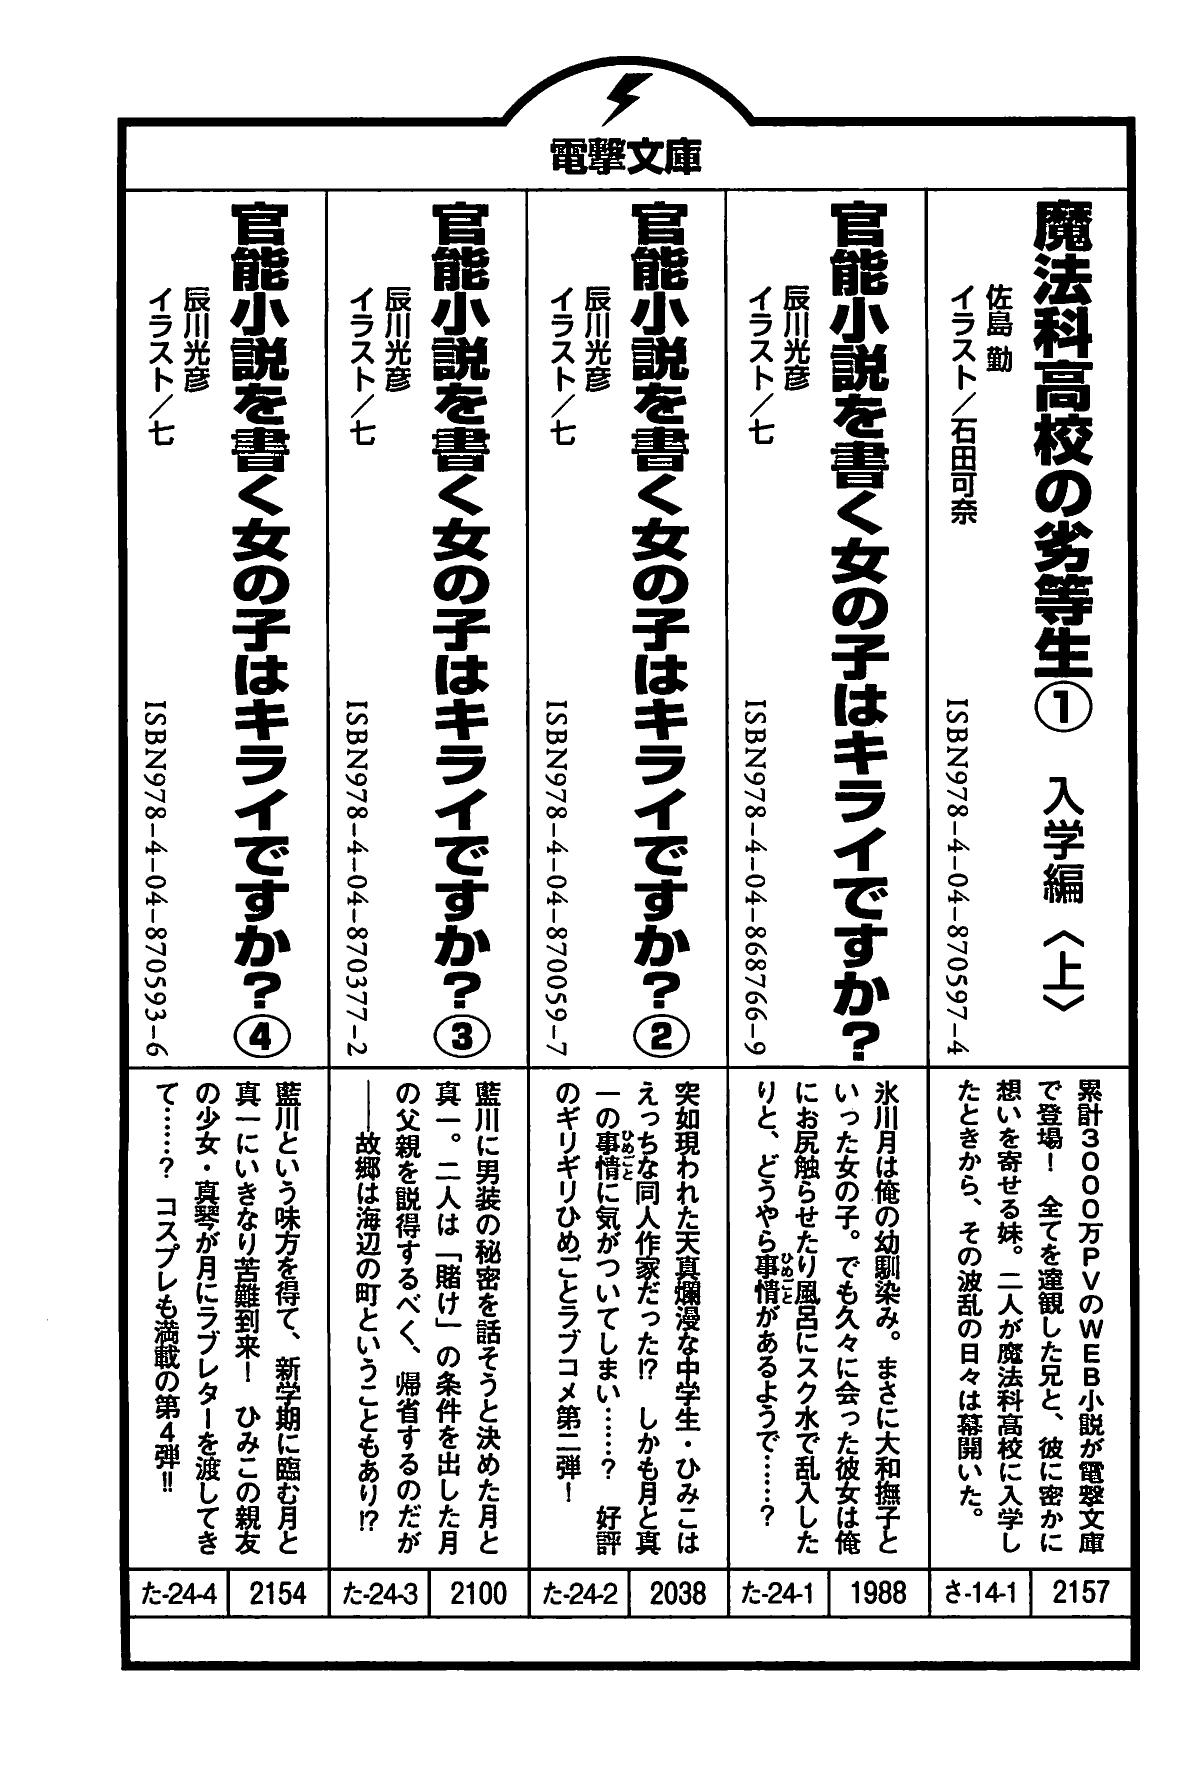 電撃文庫
魔法科高校の劣等生① 入学編〈上〉
佐島 勤
イラスト/石田可奈
ISBN978-4-04-870597-4
累計3000万PVのWEB小説が電撃文庫
で登場! 全てを達観した兄と、彼に密かに
想いを寄せる妹。二人が魔法科高校に入学し
たときから、その波乱の日々は幕開いた。
さ-14-1
2157
官能小説を書く女の子はキライですか?
辰川光彦
イラスト/七
ISBN978-4-04-868766-9
氷川月は俺の幼馴染み。まさに大和撫子と
いった女の子。でも久々に会った彼女は俺
にお尻触らせたり風呂にスク水で乱入した
りと、どうやら事情があるようで……?
ひめごと
た-24-1
1988
官能小説を書く女の子はキライですか?②
辰川光彦
イラスト/七
ISBN978-4-04-870059-7
突如現われた天真爛漫な中学生・ひみこは
えっちな同人作家だった!? しかも月と真
一の事情に気がついてしまい……? 好評
ひめごと
のギリギリひめごとラブコメ第二弾!
た-24-2
2038
官能小説を書く女の子はキライですか?③
辰川光彦
イラスト/七
ISBN978-4-04-870377-2
藍川に男装の秘密を話そうと決めた月と
真一。二人は「賭け」の条件を出した月
の父親を説得するべく、帰省するのだが
――故郷は海辺の町ということもあり!?
た-24-3
2100
官能小説を書く女の子はキライですか?④
辰川光彦
イラスト/七
ISBN978-4-04-870593-6
藍川という味方を得て、新学期に臨む月と
真一にいきなり苦難到来! ひみこの親友
の少女・真琴が月にラブレターを渡してき
て……? コスプレも満載の第4弾!!
た-24-4
2154